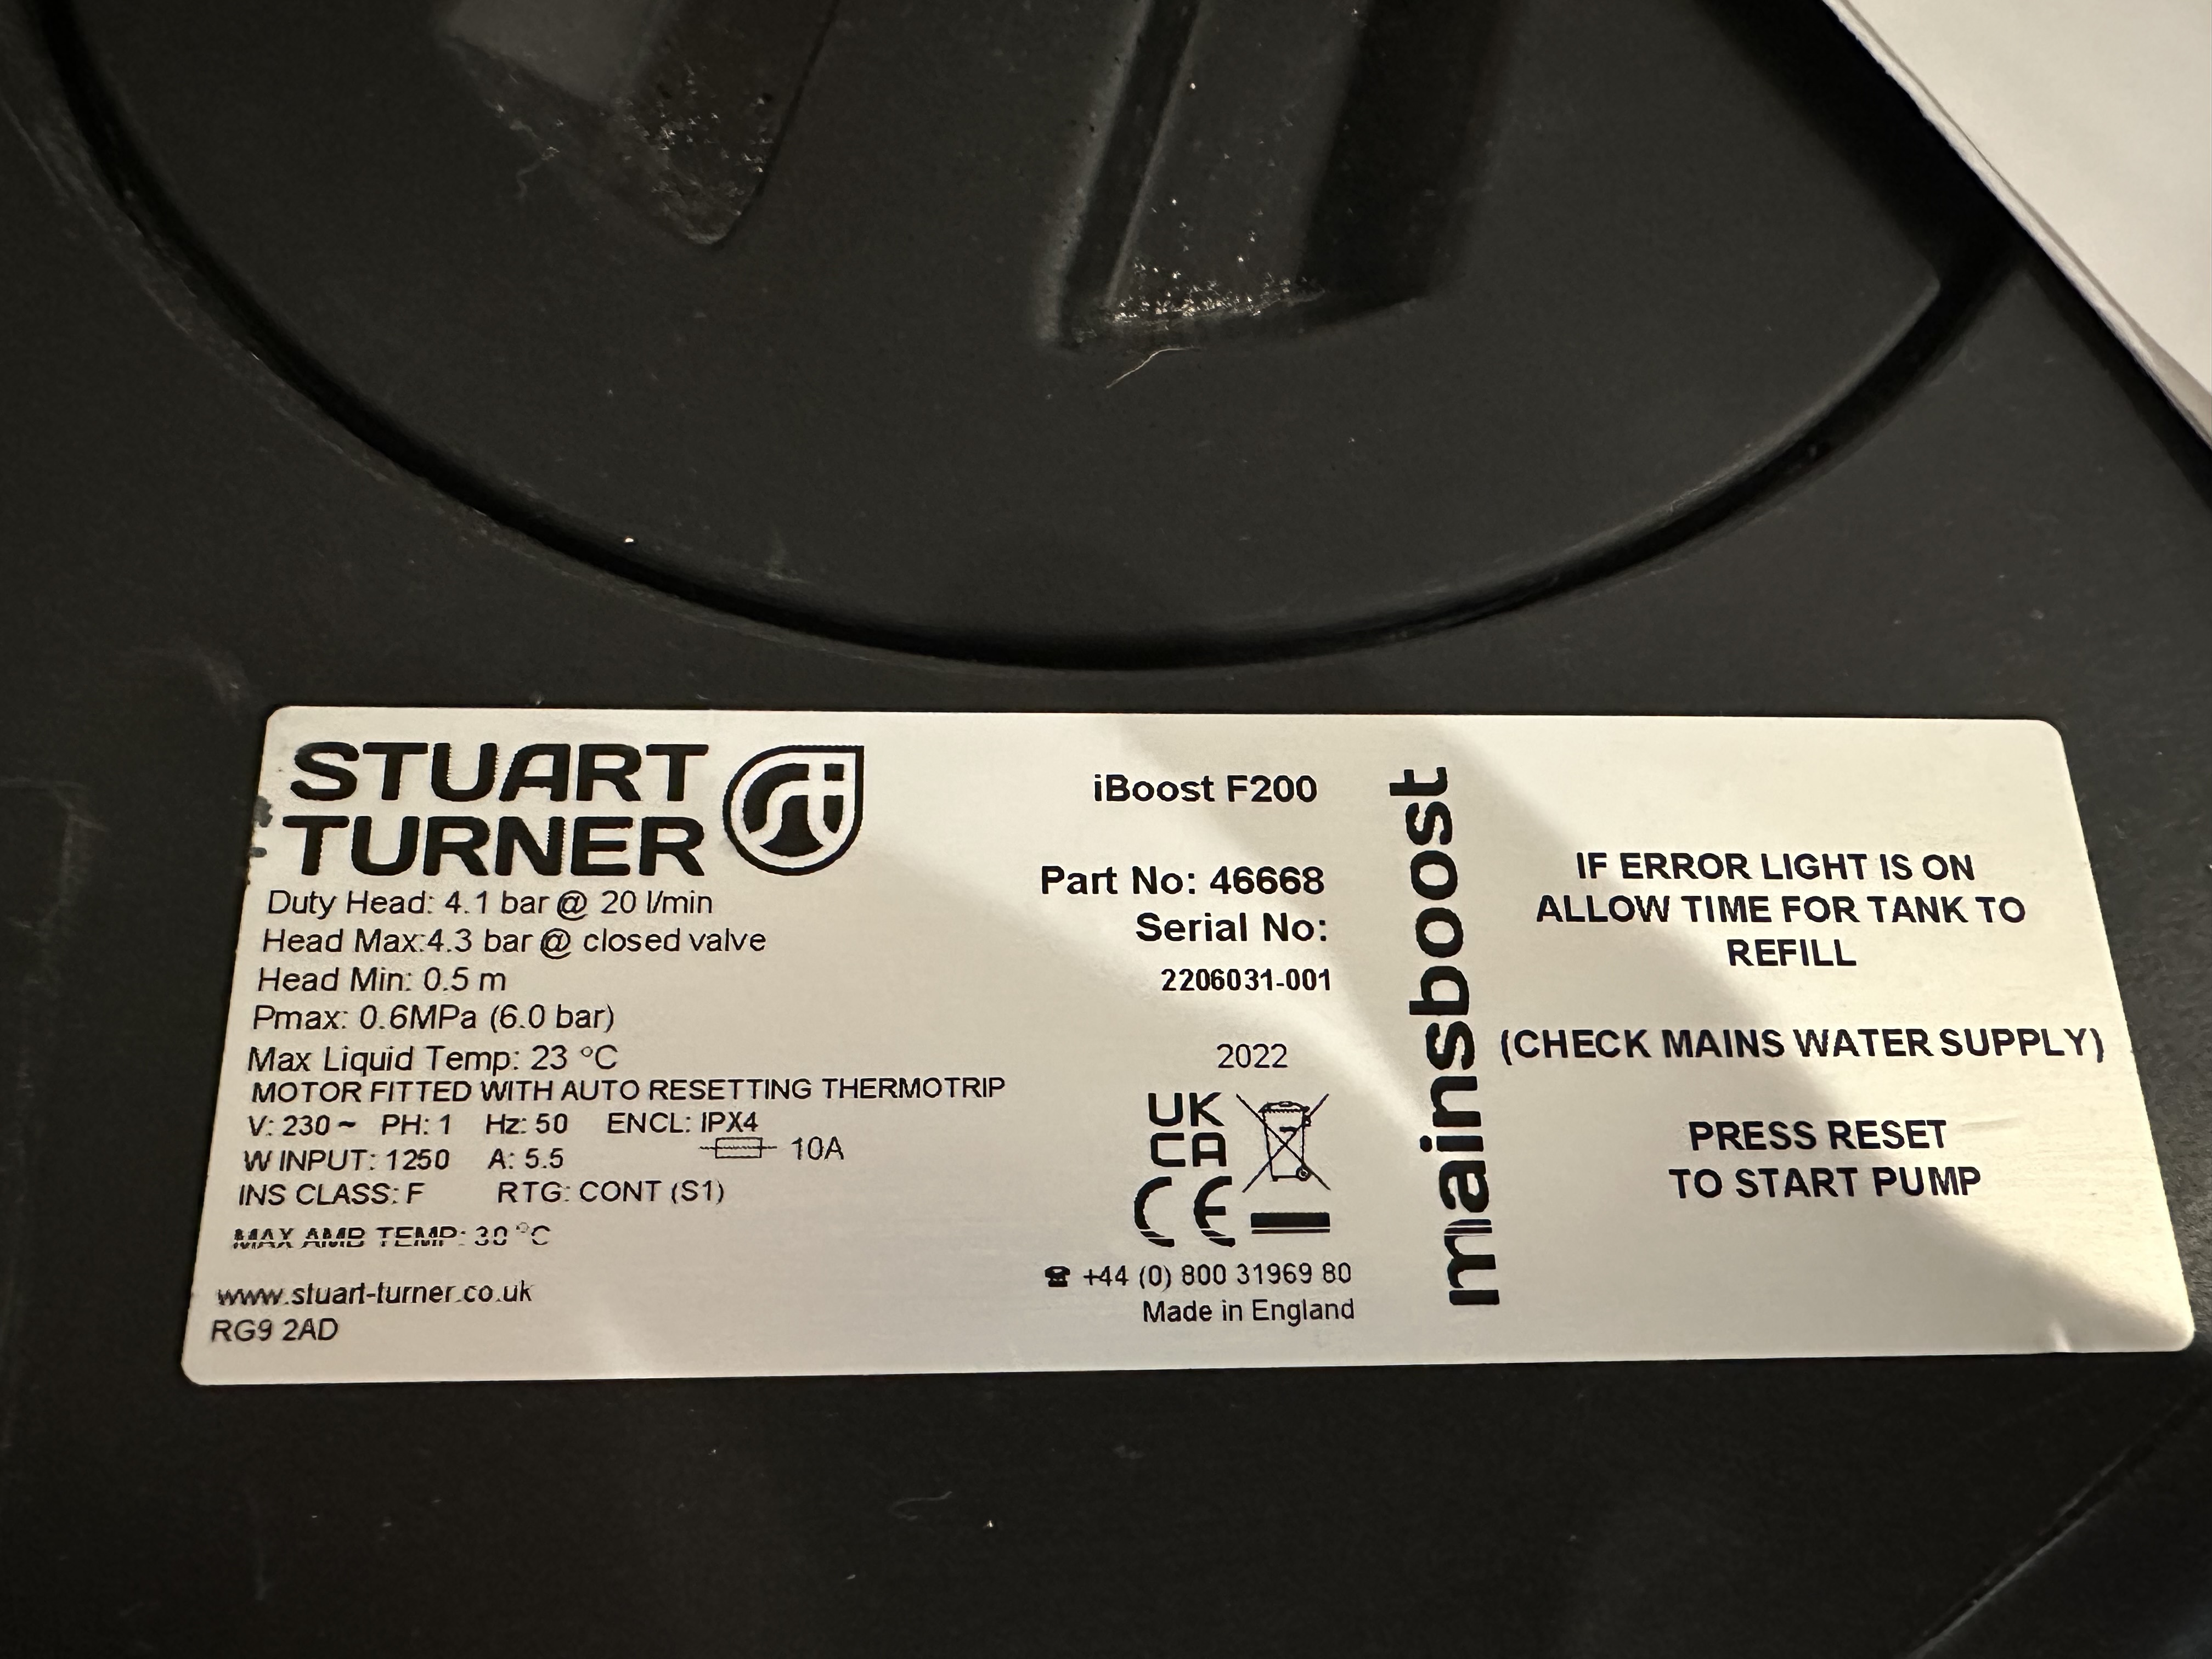 STUART
TURNER
Duty Head: 4.1 bar @ 20 l/min
Head Max:4.3 bar @ closed valve
Head Min: 0.5 m
Pmax: 0.6MPa (6.0 bar)
Max Liquid Temp: 23 °C
MOTOR FITTED WITH AUTO RESETTING THERMOTRIP
V: 230 ~ PH: 1 Hz: 50 ENCL: IPX4
W INPUT: 1250 A: 5.5 10A
INS CLASS: F RTG: CONT (S1)
MAX AMB TEMP: 30 °C
www.stuart-turner.co.uk
RG9 2AD
iBoost F200
Part No: 46668
Serial No:
2206031-001
2022
UK
CA
CE
+44 (0) 800 31969 80
Made in England
mainsboost
IF ERROR LIGHT IS ON
ALLOW TIME FOR TANK TO
REFILL
(CHECK MAINS WATER SUPPLY)
PRESS RESET
TO START PUMP